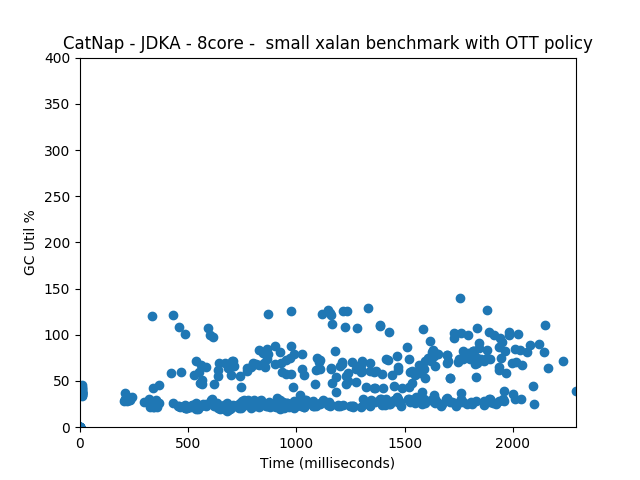 CatNap - JDKA - 8core -  small xalan benchmark with OTT policy
400
350
300
250
200
150
100
50
0
GC Util %
0 500 1000 1500 2000
Time (milliseconds)